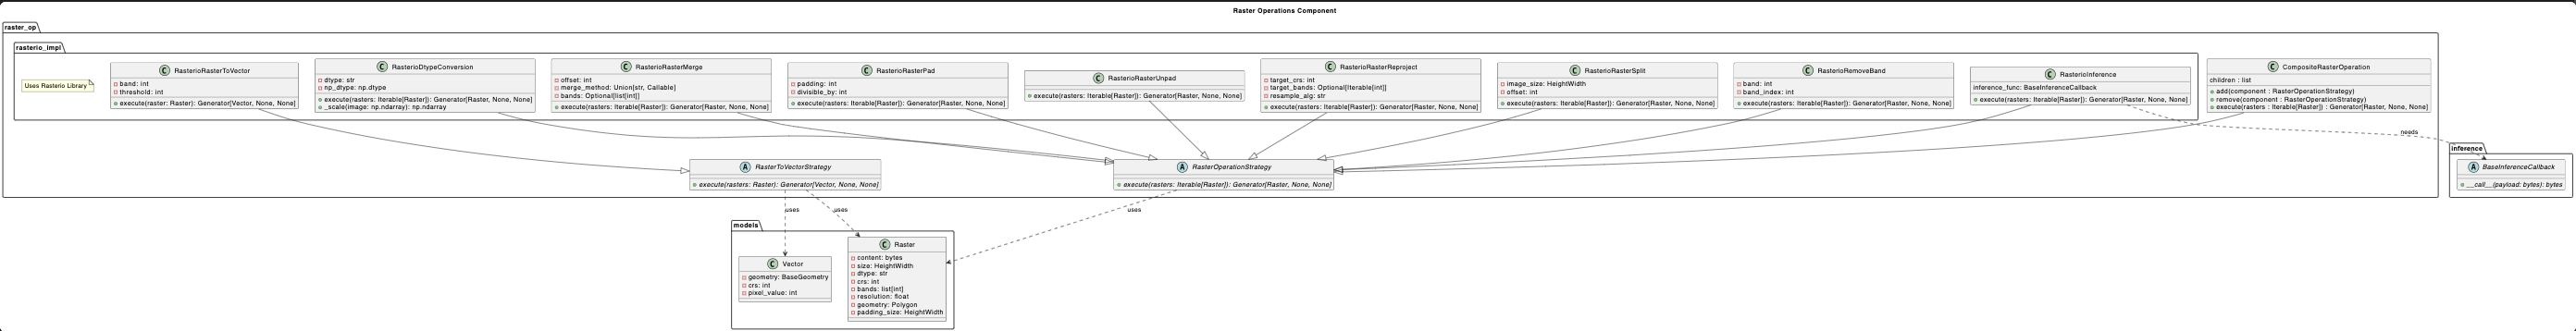 Raster Operations Component
raster_op
rasterio_impl
Uses Rasterio Library
C RasterioRasterToVector
band: int
threshold: int
execute(raster: Raster): Generator[Vector, None, None]
C RasterioDtypeConversion
dtype: str
np_dtype: np.dtype
execute(rasters: Iterable[Raster]): Generator[Raster, None, None]
_scale(image: np.ndarray): np.ndarray
C RasterioRasterMerge
offset: int
merge_method: Union[str, Callable]
bands: Optional[list[int]]
execute(rasters: Iterable[Raster]): Generator[Raster, None, None]
C RasterioRasterPad
padding: int
divisible_by: int
execute(rasters: Iterable[Raster]): Generator[Raster, None, None]
C RasterioRasterUnpad
execute(rasters: Iterable[Raster]): Generator[Raster, None, None]
C RasterioRasterReproject
target_crs: int
target_bands: Optional[Iterable[int]]
resample_alg: str
execute(rasters: Iterable[Raster]): Generator[Raster, None, None]
C RasterioRasterSplit
image_size: HeightWidth
offset: int
execute(rasters: Iterable[Raster]): Generator[Raster, None, None]
C RasterioRemoveBand
band: int
band_index: int
execute(rasters: Iterable[Raster]): Generator[Raster, None, None]
C RasterioInference
inference_func: BaseInferenceCallback
execute(rasters: Iterable[Raster]): Generator[Raster, None, None]
C CompositeRasterOperation
children : list
add(component : RasterOperationStrategy)
remove(component : RasterOperationStrategy)
execute(rasters : Iterable[Raster]) : Generator[Raster, None, None]
needs
A RasterToVectorStrategy
execute(rasters: Raster): Generator[Vector, None, None]
A RasterOperationStrategy
execute(rasters: Iterable[Raster]): Generator[Raster, None, None]
inference
A BaseInferenceCallback
__call__(payload: bytes): bytes
uses
uses
uses
models
C Vector
geometry: BaseGeometry
crs: int
pixel_value: int
C Raster
content: bytes
size: HeightWidth
dtype: str
crs: int
bands: list[int]
resolution: float
geometry: Polygon
padding_size: HeightWidth